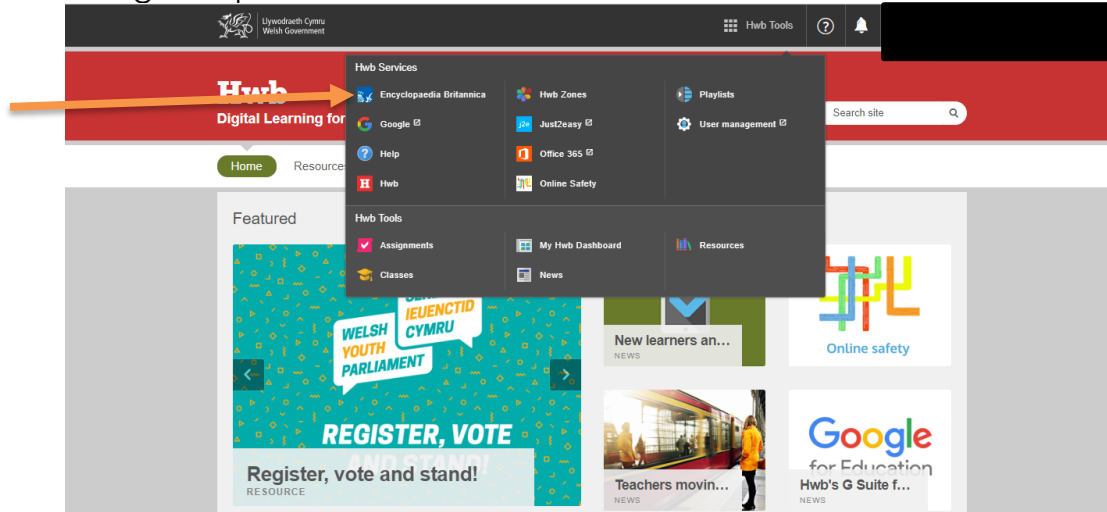 Llywodraeth Cymru
Welsh Government
Hwb Tools
Hwb
Digital Learning for
Search site
Home
Resource
Hwb Services
Encyclopaedia Britannica
Hwb Zones
Playlists
Google
Just2easy
User management
Help
Office 365
Hwb
Online Safety
Hwb Tools
Assignments
My Hwb Dashboard
Resources
Classes
News
Featured
IEUENCTID
CYMRU
WELSH
YOUTH
PARLIAMENT
REGISTER, VOTE
AND STAND!
Register, vote and stand!
RESOURCE
New learners an...
NEWS
Online safety
Teachers movin...
NEWS
Google
for Education
Hwb's G Suite f...
NEWS